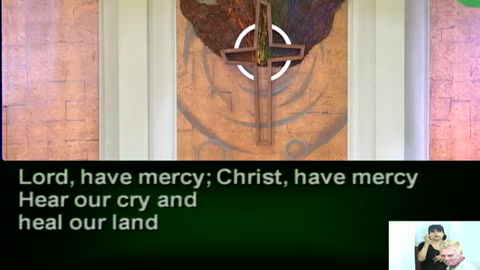 Lord, have mercy; Christ, have mercy
Hear our cry and
heal our land